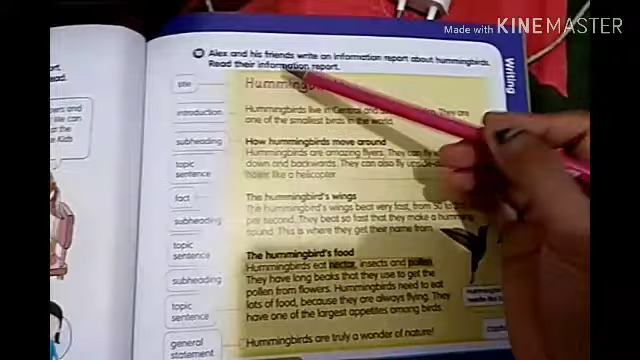 Made with KINEMASTER
Alex and his friends write an information report about hummingbirds.
Read their information report.
Writing
title
introduction
Hummingbirds live in Central and
They are
one of the smallest birds in the world.
subheading
How hummingbirds move around
topic
sentence
Hummingbirds are amazing flyers. They can fly
down and backwards. They can also fly upside
hover like a helicopter
fact
The hummingbird's wings
subheading
The hummingbird's wings beat very fast, from 50 to
per second. They beat so fast that they make a humming
sound. This is where they get their name from
topic
sentence
The hummingbird's food
subheading
Hummingbirds eat nectar, insects and pollen.
They have long beaks that they use to get the
pollen from flowers. Hummingbirds need to eat
topic
sentence
lots of food, because they are always flying. They
have one of the largest appetites among birds.
general
statement
Hummingbirds are truly a wonder of nature!